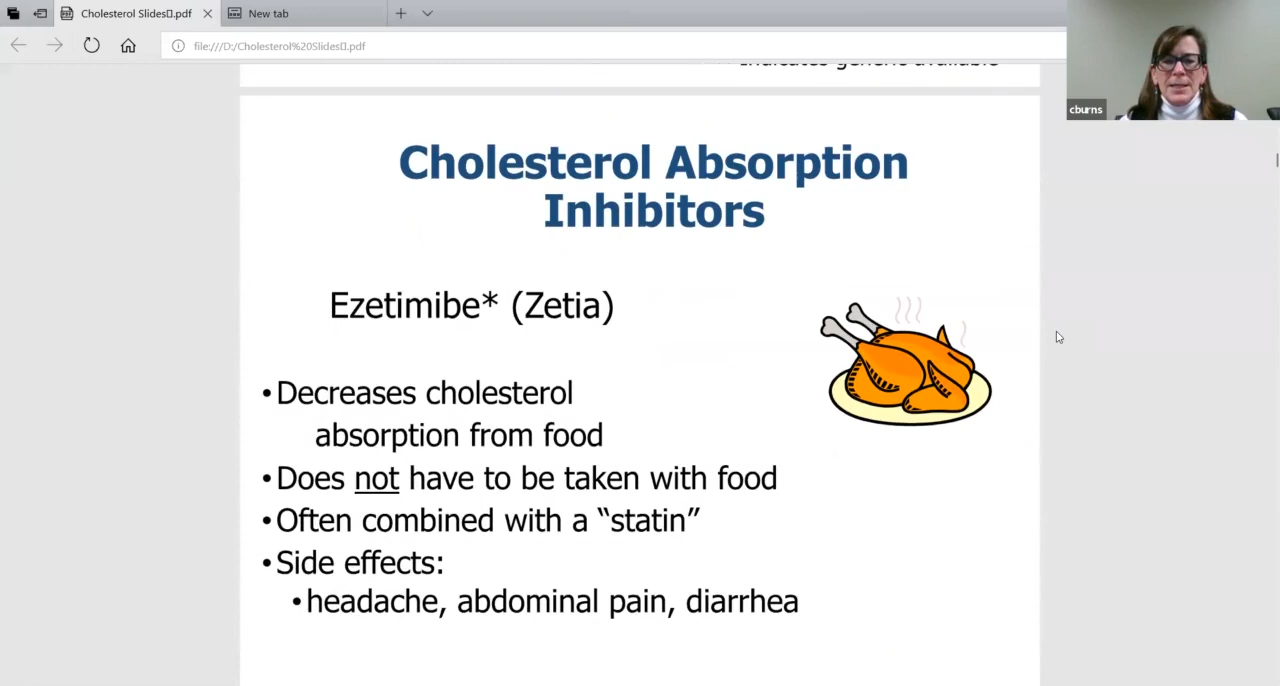 Cholesterol Slides▯.pdf
New tab
file:///D:/Cholesterol%20Slides▯.pdf
indicates generic available
cburns
Cholesterol Absorption
Inhibitors
Ezetimibe* (Zetia)
•Decreases cholesterol
absorption from food
•Does not have to be taken with food
•Often combined with a “statin”
•Side effects:
•headache, abdominal pain, diarrhea